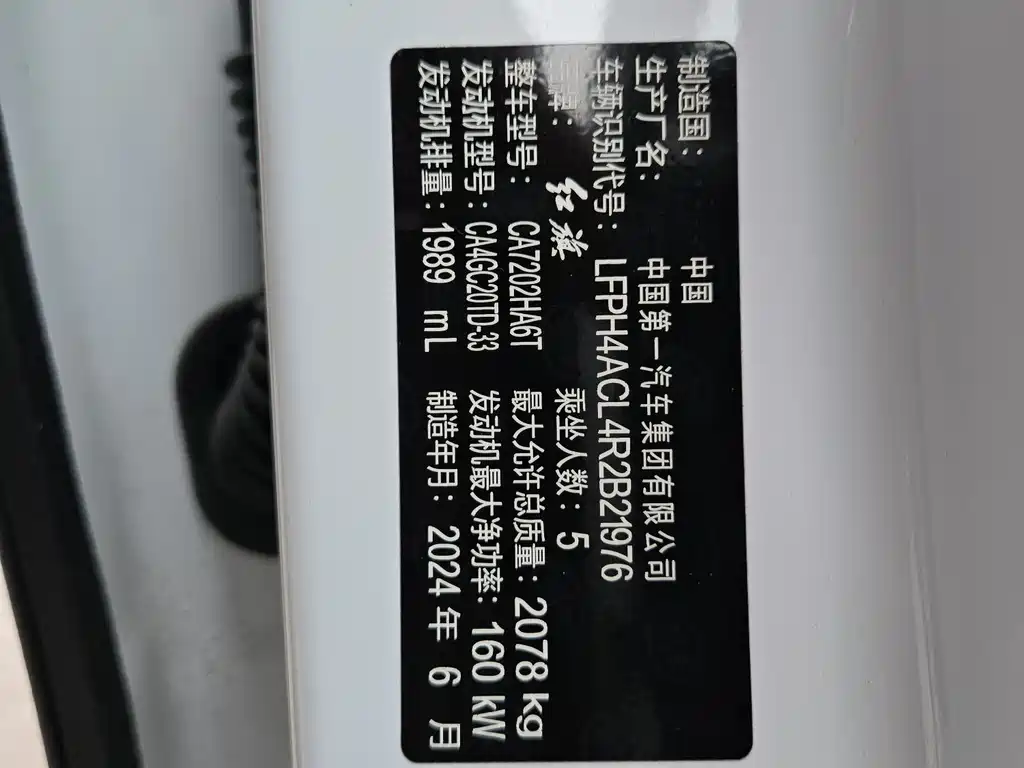 制造国： 中国
生产厂名： 中国第一汽车集团有限公司
车辆识别代号： LFPH4ACL4R2B21976
品牌： 红旗 乘坐人数：5
整车型号： CA7202HA6T 最大允许总质量：2078 kg
发动机型号： CA4GC20TD-33 发动机最大净功率：160 kW
发动机排量：1989 mL 制造年月：2024 年 6 月